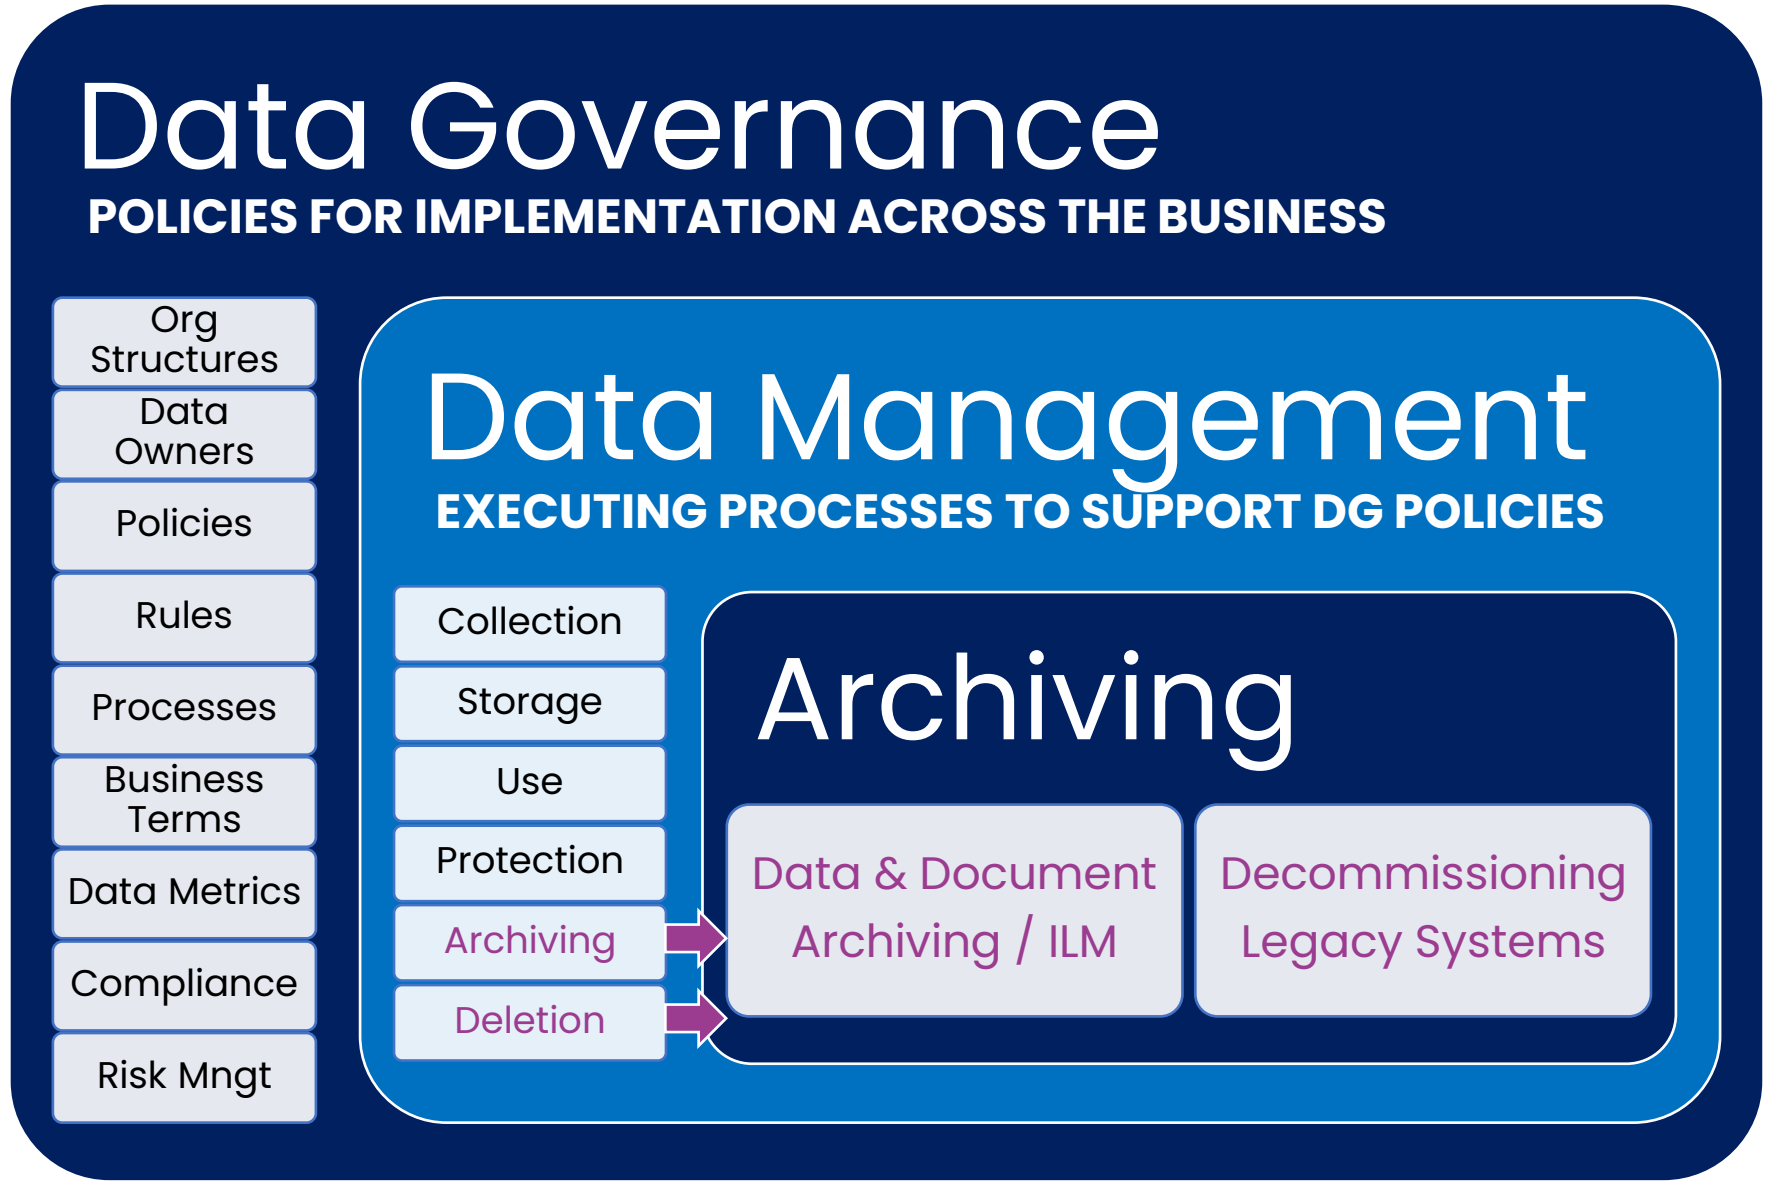 Data Governance
POLICIES FOR IMPLEMENTATION ACROSS THE BUSINESS
Org
Structures
Data
Owners
Policies
Rules
Processes
Business
Terms
Data Metrics
Compliance
Risk Mngt
Data Management
EXECUTING PROCESSES TO SUPPORT DG POLICIES
Collection
Storage
Use
Protection
Archiving
Deletion
Archiving
Data & Document
Archiving / ILM
Decommissioning
Legacy Systems